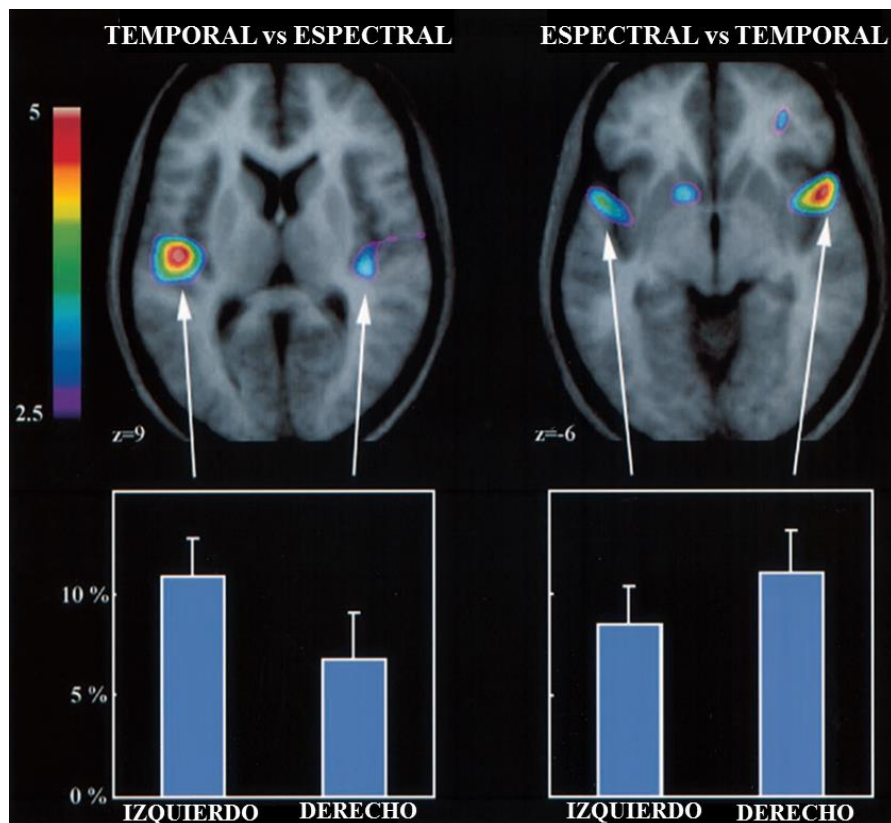 TEMPORAL vs ESPECTRAL
ESPECTRAL vs TEMPORAL
5
2.5
z=9
z=-6
10 %
5 %
0 %
IZQUIERDO
DERECHO
IZQUIERDO
DERECHO